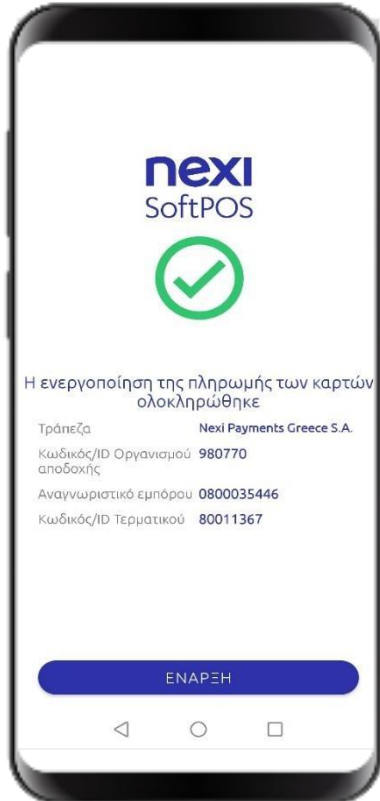 nexi
SoftPOS
Η ενεργοποίηση της πληρωμής των καρτών
ολοκληρώθηκε
Τράπεζα Nexi Payments Greece S.A.
Κωδικός/ID Οργανισμού 980770
αποδοχής
Αναγνωριστικό εμπόρου 0800035446
Κωδικός/ID Τερματικού 80011367
ΕΝΑΡΞΗ